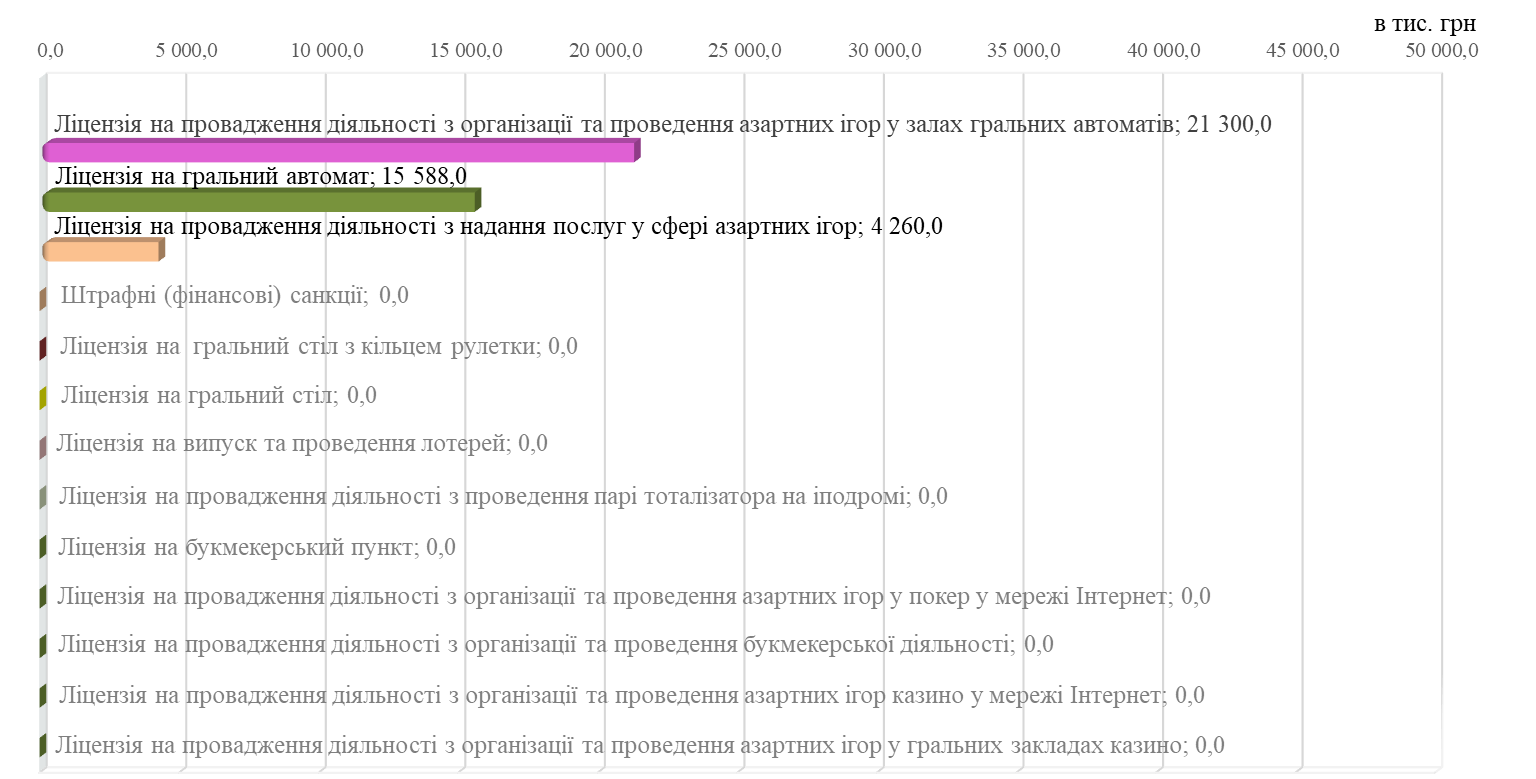 в тис. грн
0,0 5 000,0 10 000,0 15 000,0 20 000,0 25 000,0 30 000,0 35 000,0 40 000,0 45 000,0 50 000,0
Ліцензія на провадження діяльності з організації та проведення азартних ігор у залах гральних автоматів; 21 300,0
Ліцензія на гральний автомат; 15 588,0
Ліцензія на провадження діяльності з надання послуг у сфері азартних ігор; 4 260,0
Штрафні (фінансові) санкції; 0,0
Ліцензія на гральний стіл з кільцем рулетки; 0,0
Ліцензія на гральний стіл; 0,0
Ліцензія на випуск та проведення лотерей; 0,0
Ліцензія на провадження діяльності з проведення парі тоталізатора на іподромі; 0,0
Ліцензія на букмекерський пункт; 0,0
Ліцензія на провадження діяльності з організації та проведення азартних ігор у покер у мережі Інтернет; 0,0
Ліцензія на провадження діяльності з організації та проведення букмекерської діяльності; 0,0
Ліцензія на провадження діяльності з організації та проведення азартних ігор казино у мережі Інтернет; 0,0
Ліцензія на провадження діяльності з організації та проведення азартних ігор у гральних закладах казино; 0,0